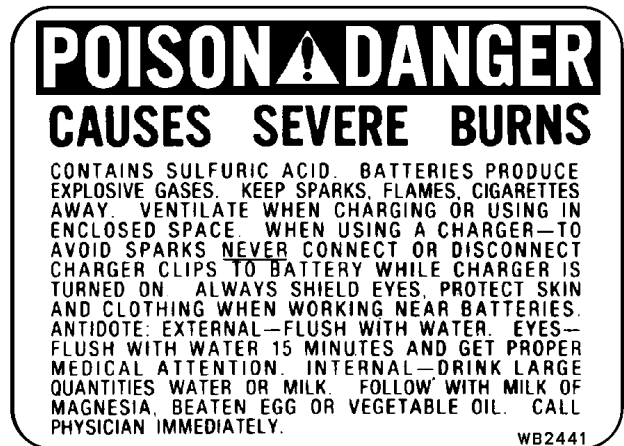 POISON DANGER
CAUSES SEVERE BURNS
CONTAINS SULFURIC ACID. BATTERIES PRODUCE
EXPLOSIVE GASES. KEEP SPARKS, FLAMES, CIGARETTES
AWAY. VENTILATE WHEN CHARGING OR USING IN
ENCLOSED SPACE. WHEN USING A CHARGER—TO
AVOID SPARKS NEVER CONNECT OR DISCONNECT
CHARGER CLIPS TO BATTERY WHILE CHARGER IS
TURNED ON ALWAYS SHIELD EYES, PROTECT SKIN
AND CLOTHING WHEN WORKING NEAR BATTERIES.
ANTIDOTE: EXTERNAL—FLUSH WITH WATER. EYES—
FLUSH WITH WATER 15 MINUTES AND GET PROPER
MEDICAL ATTENTION. INTERNAL—DRINK LARGE
QUANTITIES WATER OR MILK. FOLLOW WITH MILK OF
MAGNESIA, BEATEN EGG OR VEGETABLE OIL. CALL
PHYSICIAN IMMEDIATELY.
WB2441